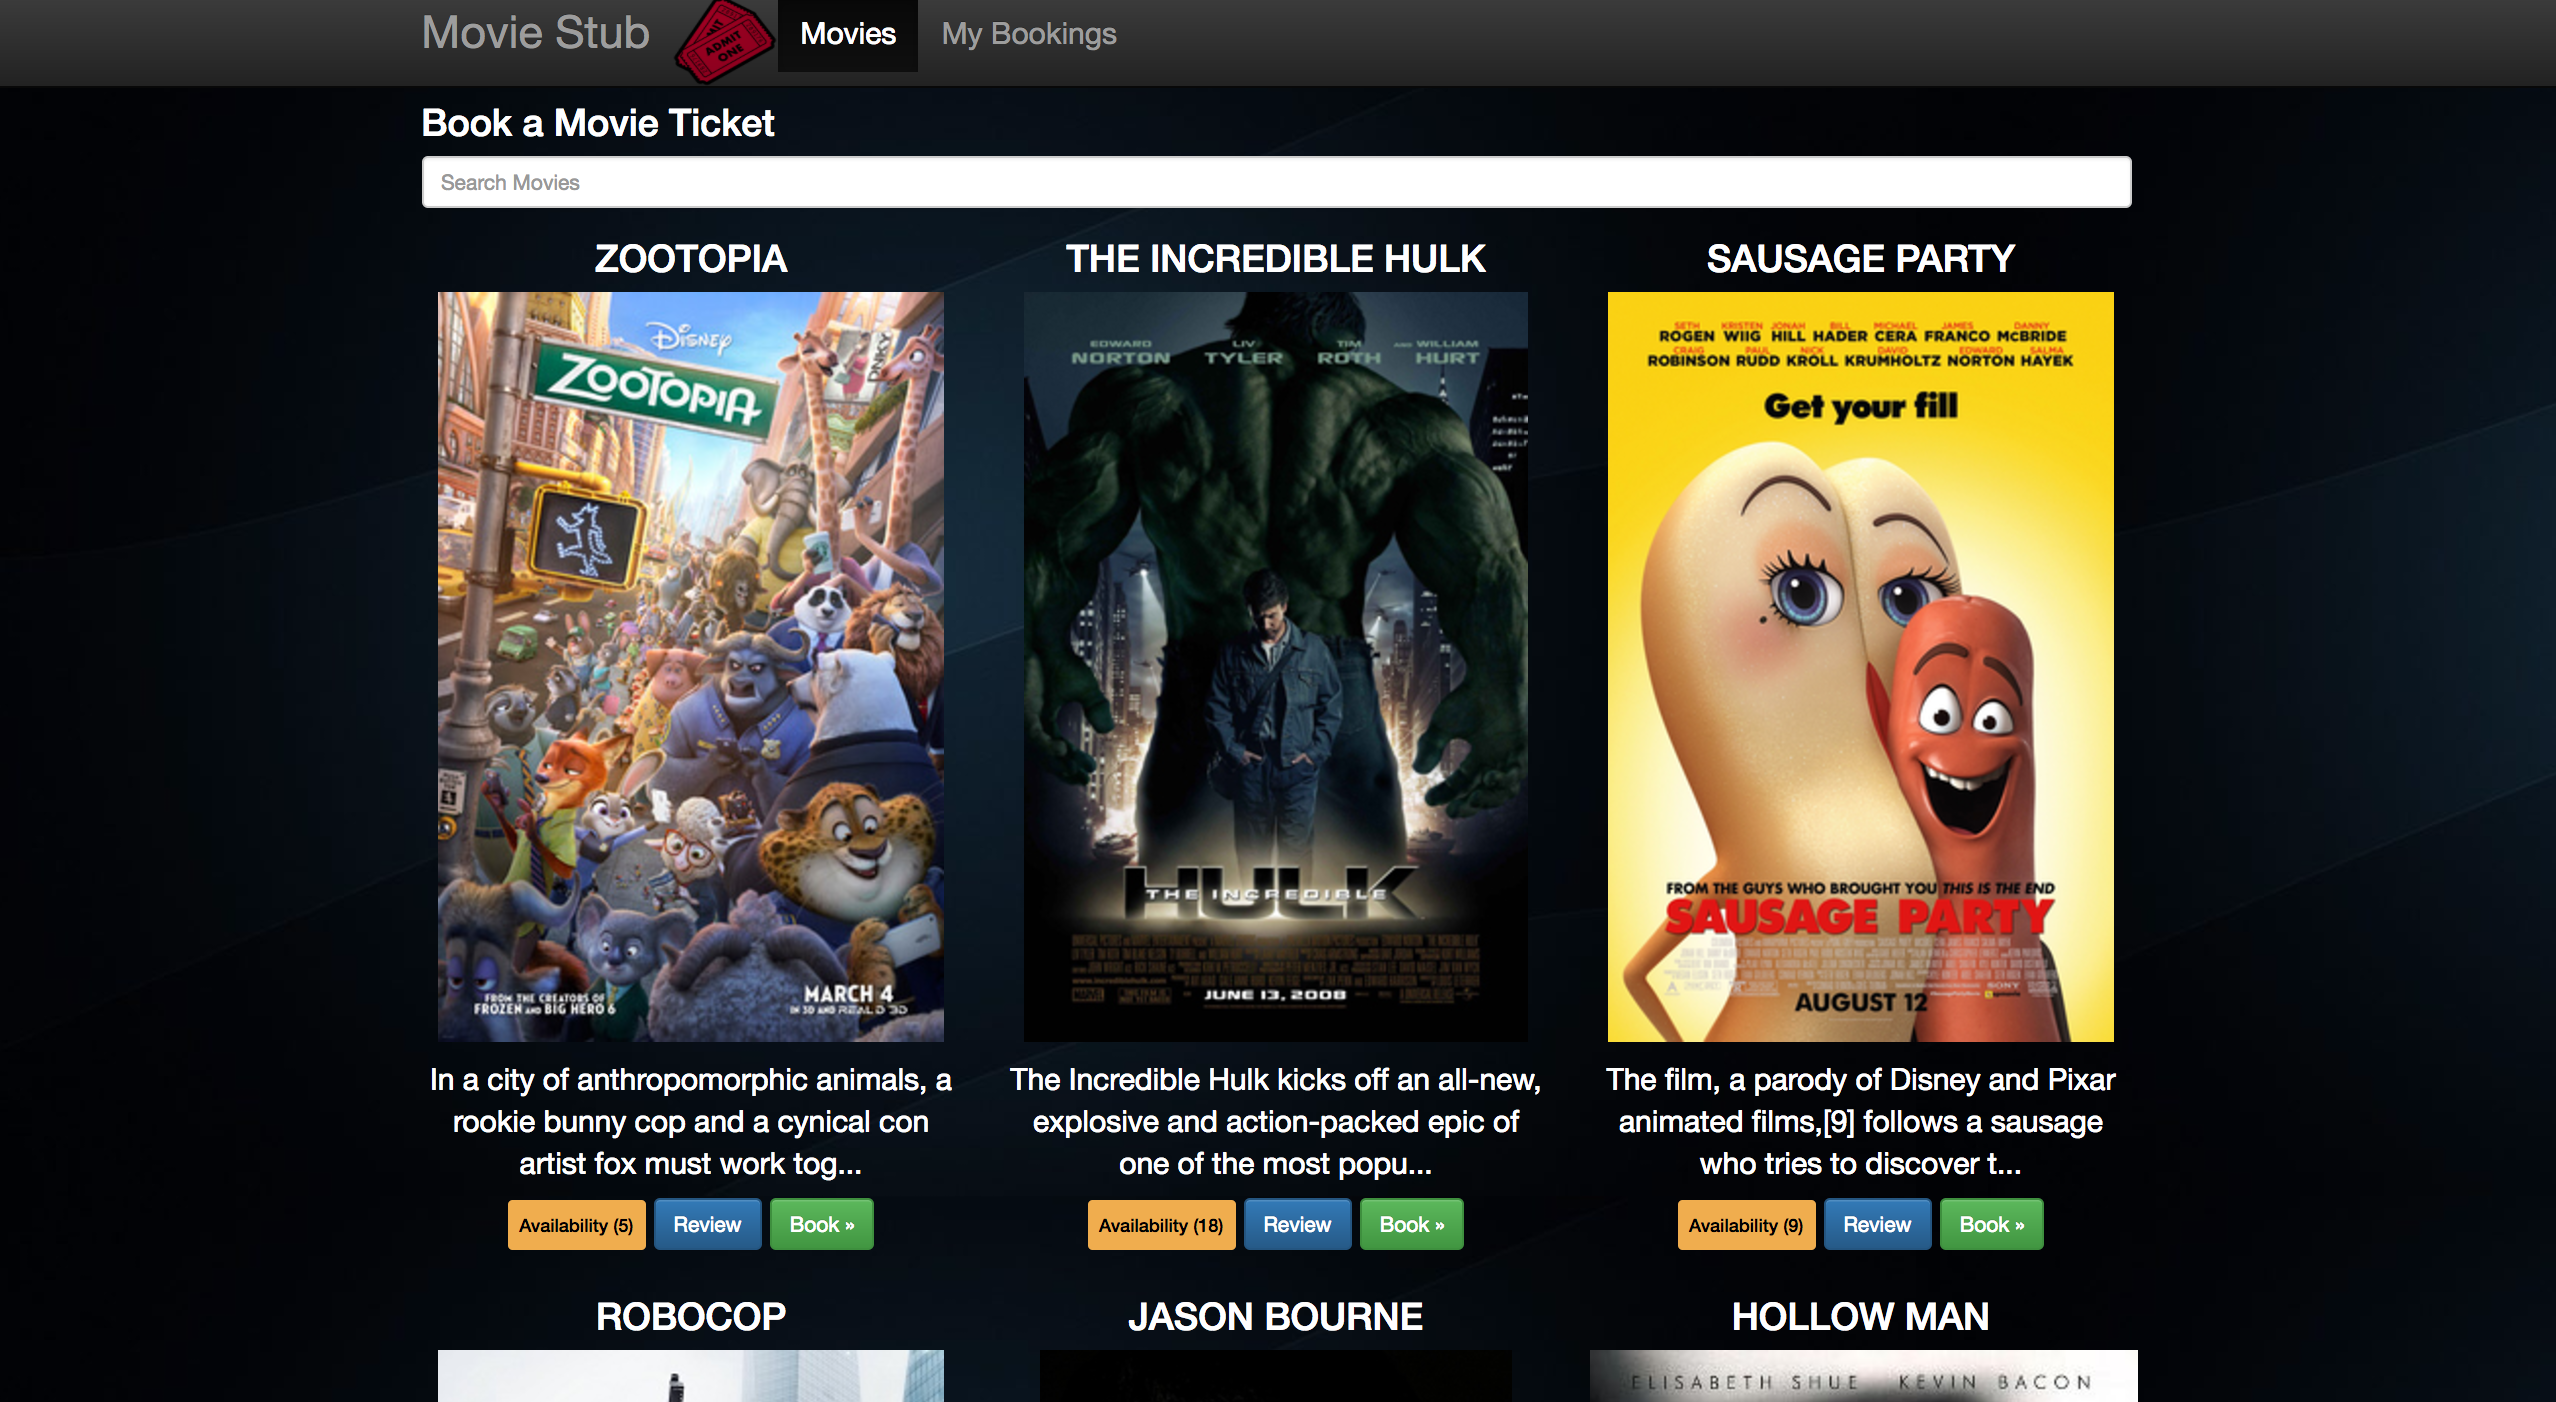 Movie Stub
ADMIT
ONE
Movies
My Bookings
Book a Movie Ticket
Search Movies
ZOOTOPIA
THE INCREDIBLE HULK
SAUSAGE PARTY
DISNEY
ZOOTOPIA
PNKY
FROM THE CREATORS OF
FROZEN AND BIG HERO 6
MARCH 4
IN 3D AND REAL D 3D
EDWARD LIV TIM AND WILLIAM
NORTON TYLER ROTH HURT
THE INCREDIBLE
HULK
MARVEL
JUNE 13, 2008
SETH KRISTEN JONAH BILL MICHAEL JAMES DANNY
ROGEN WIIG HILL HADER CERA FRANCO McBRIDE
CRAIG PAUL NICK DAVID EDWARD SALMA
ROBINSON RUDD KROLL KRUMHOLTZ NORTON HAYEK
Get your fill
FROM THE GUYS WHO BROUGHT YOU THIS IS THE END
SAUSAGE PARTY
SONY
AUGUST 12
In a city of anthropomorphic animals, a
rookie bunny cop and a cynical con
artist fox must work tog...
Availability (5) Review Book »
The Incredible Hulk kicks off an all-new,
explosive and action-packed epic of
one of the most popu...
Availability (18) Review Book »
The film, a parody of Disney and Pixar
animated films,[9] follows a sausage
who tries to discover t...
Availability (9) Review Book »
ROBOCOP
JASON BOURNE
HOLLOW MAN
ELISABETH SHUE KEVIN BACON